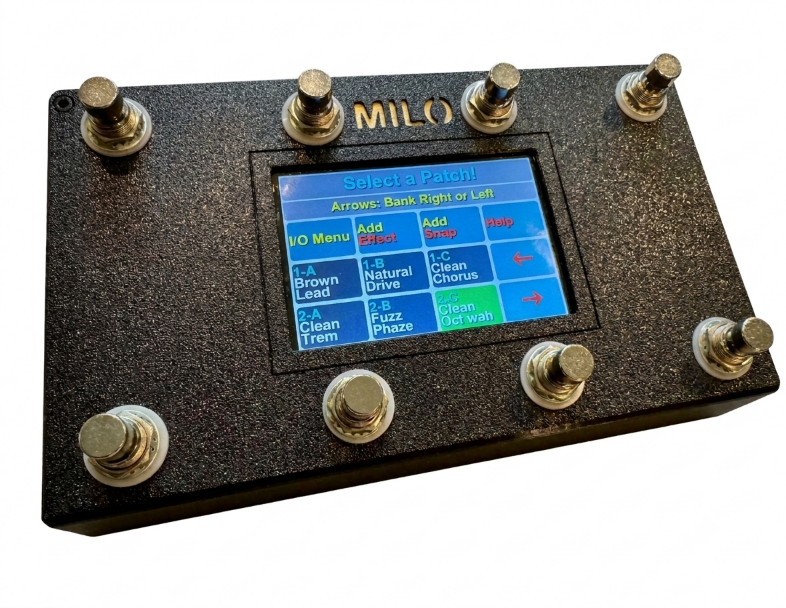 MILO
Select a Patch!
Arrows: Bank Right or Left
I/O Menu
Add
Effect
Add
Snap
Help
1-A
Brown
Lead
1-B
Natural
Drive
1-C
Clean
Chorus
←
2-A
Clean
Trem
2-B
Fuzz
Phaze
2-C
Clean
Oct wah
→